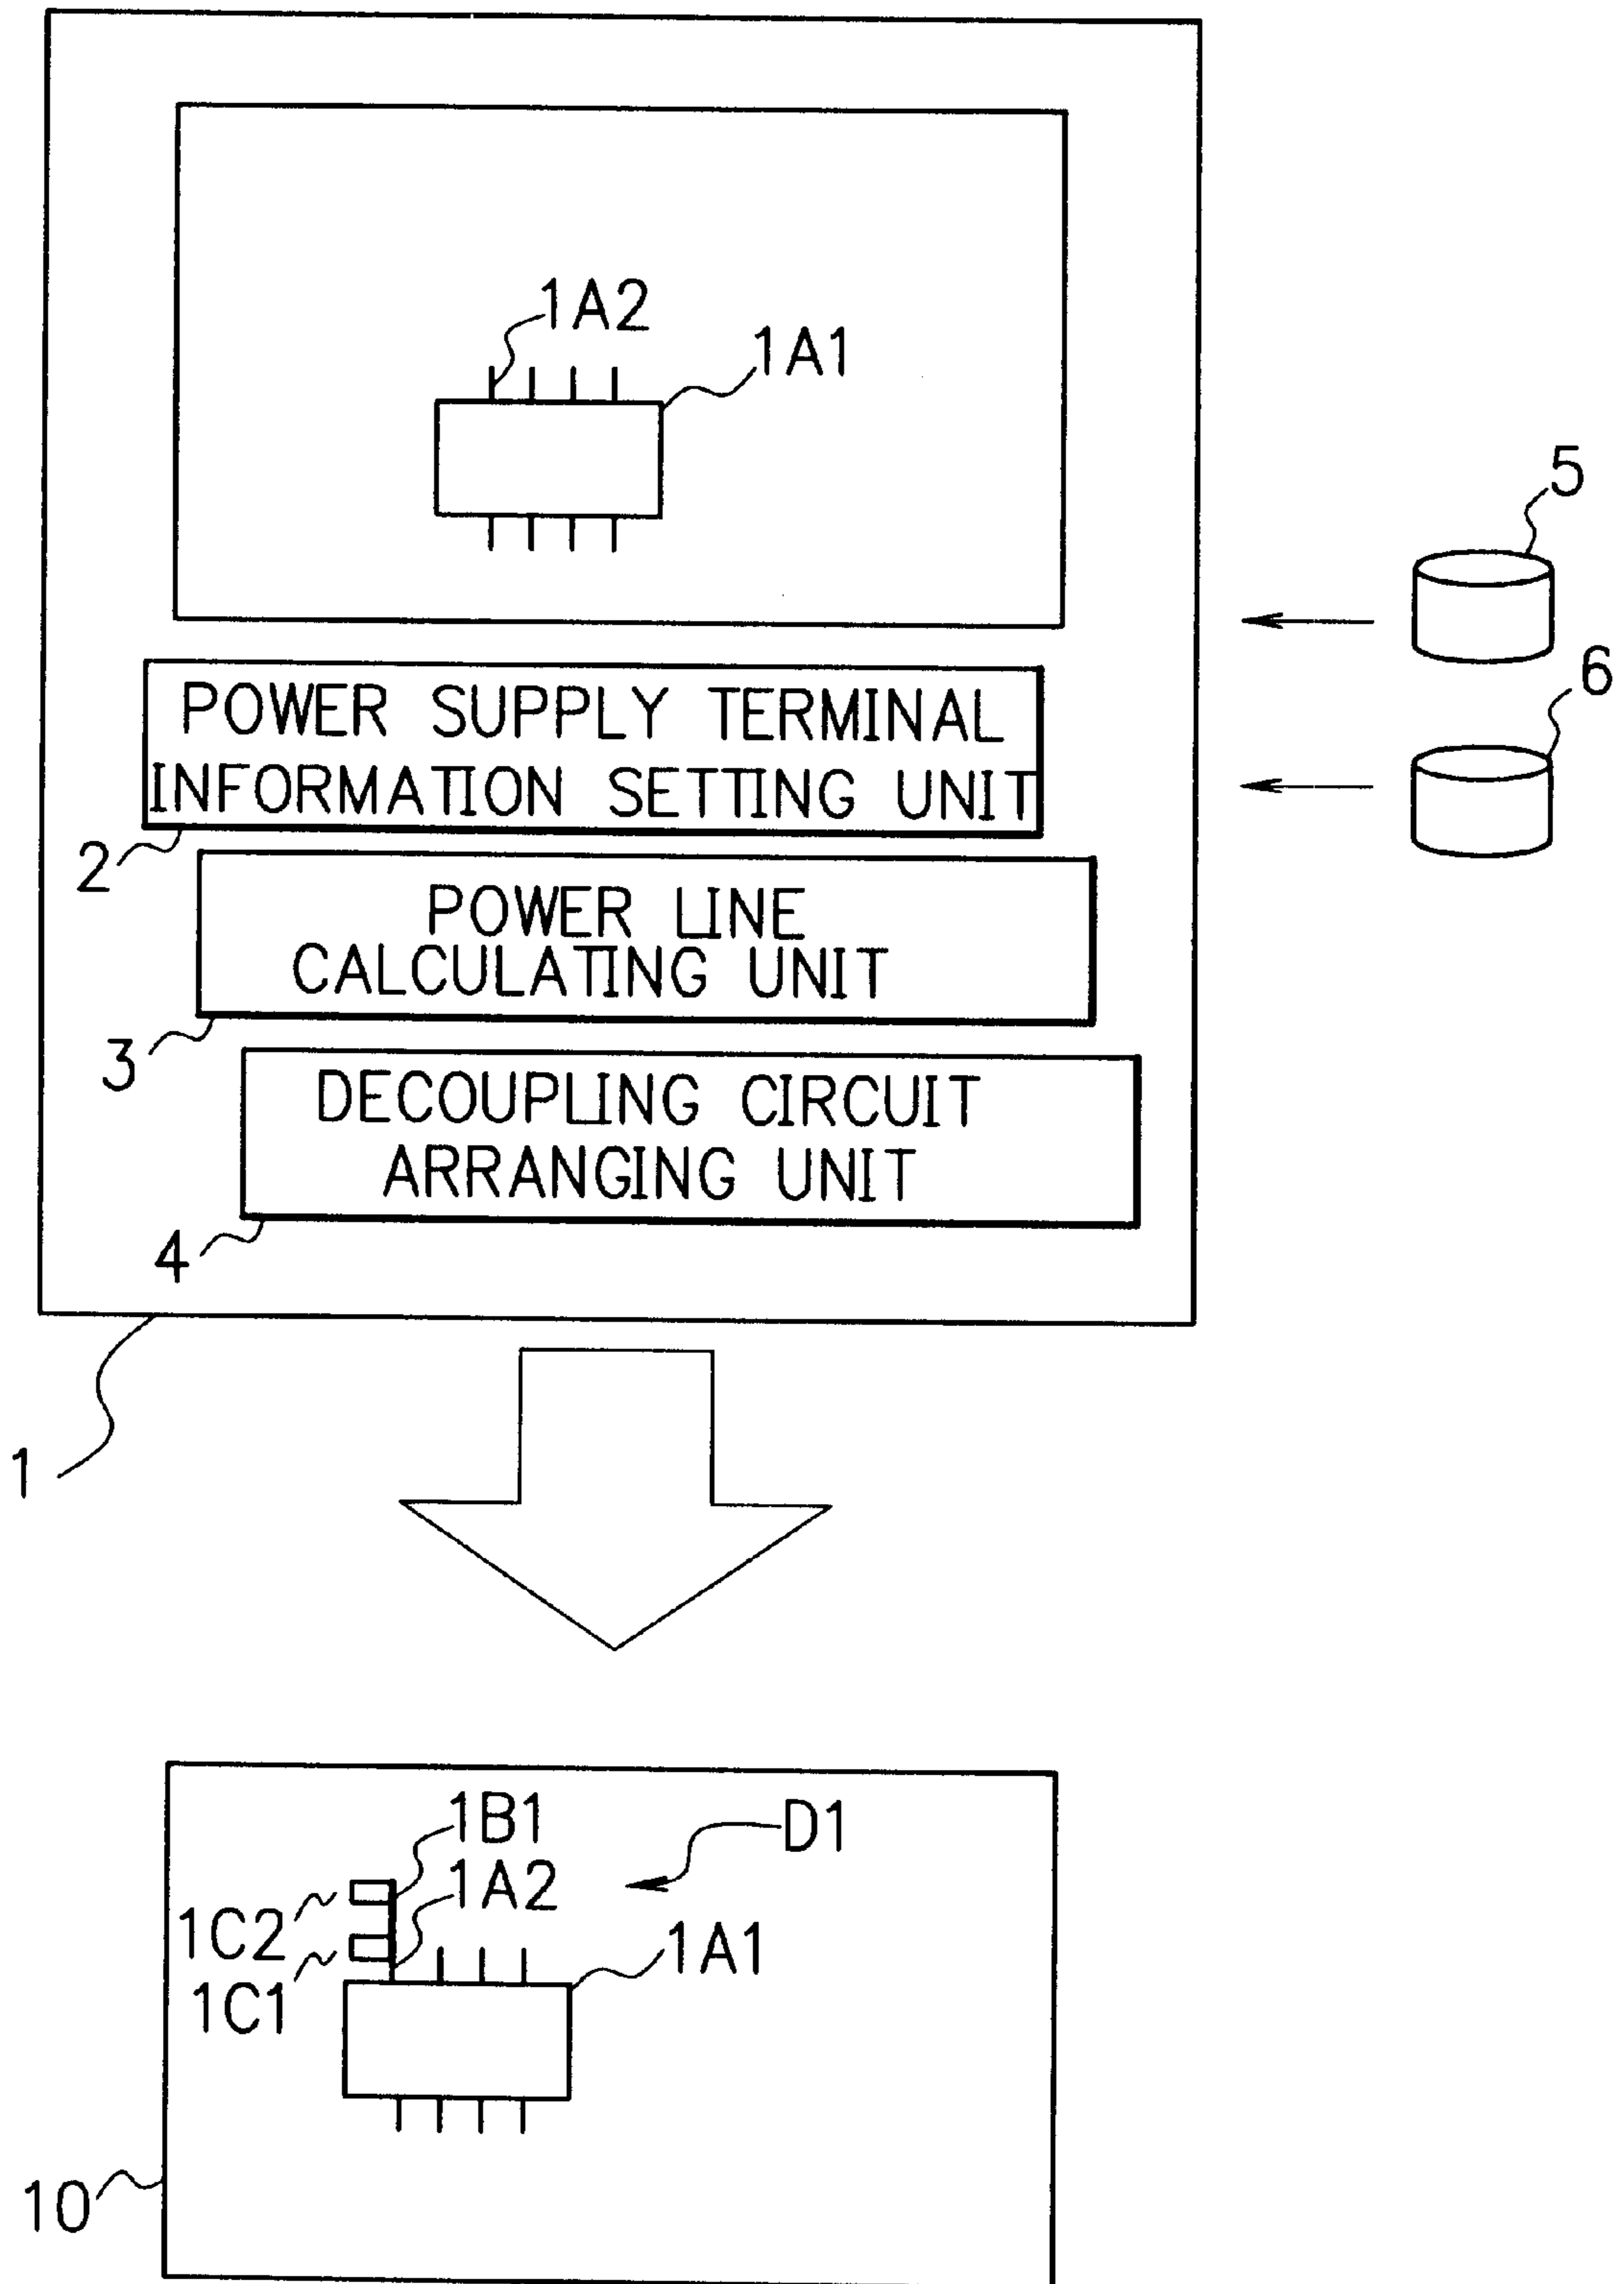 1A2
1A1
5
6
POWER SUPPLY TERMINAL
INFORMATION SETTING UNIT
2
POWER LINE
CALCULATING UNIT
3
DECOUPLING CIRCUIT
ARRANGING UNIT
4
1
1B1
D1
1A2
1C2
1A1
1C1
10